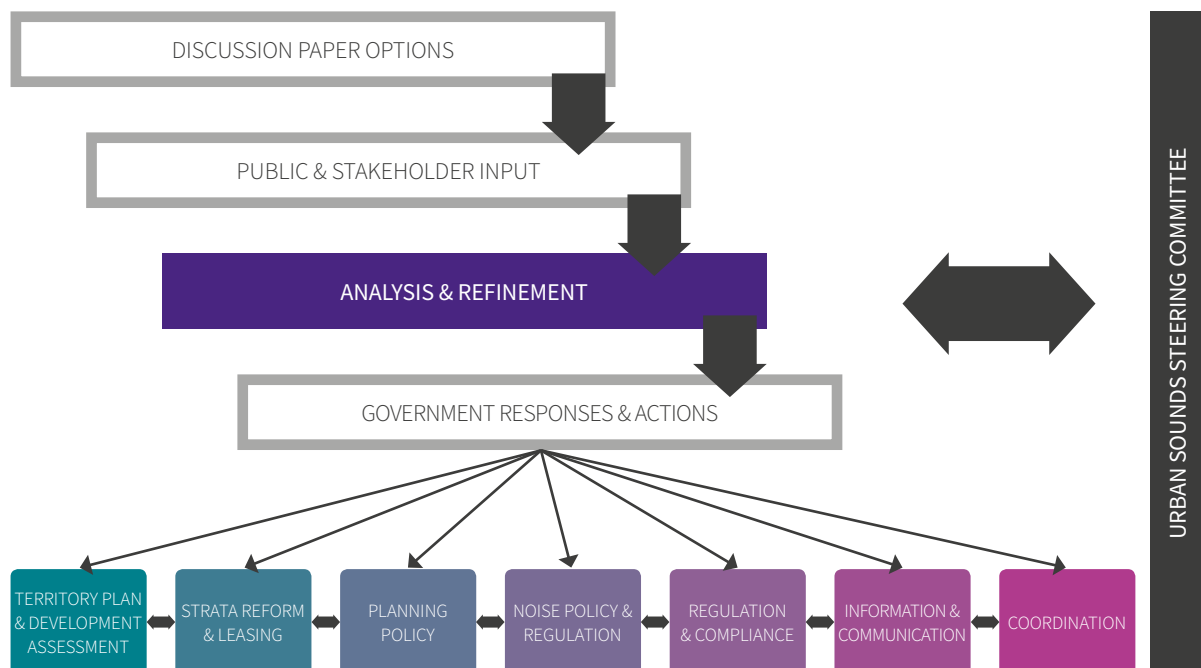 DISCUSSION PAPER OPTIONS
PUBLIC & STAKEHOLDER INPUT
ANALYSIS & REFINEMENT
GOVERNMENT RESPONSES & ACTIONS
TERRITORY PLAN
& DEVELOPMENT
ASSESSMENT
STRATA REFORM
& LEASING
PLANNING
POLICY
NOISE POLICY &
REGULATION
REGULATION
& COMPLIANCE
INFORMATION &
COMMUNICATION
COORDINATION
URBAN SOUNDS STEERING COMMITTEE